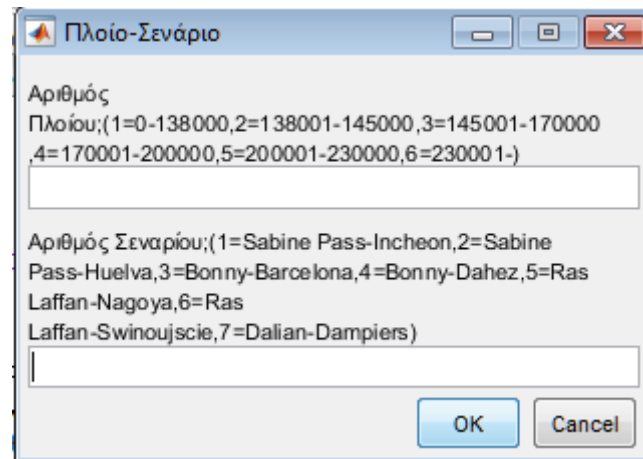 Πλοίο-Σενάριο
Αριθμός
Πλοίου;(1=0-138000,2=138001-145000,3=145001-170000
,4=170001-200000,5=200001-230000,6=230001-)
Αριθμός Σεναρίου;(1=Sabine Pass-Incheon,2=Sabine
Pass-Huelva,3=Bonny-Barcelona,4=Bonny-Dahez,5=Ras
Laffan-Nagoya,6=Ras
Laffan-Swinoujscie,7=Dalian-Dampiers)
OK Cancel